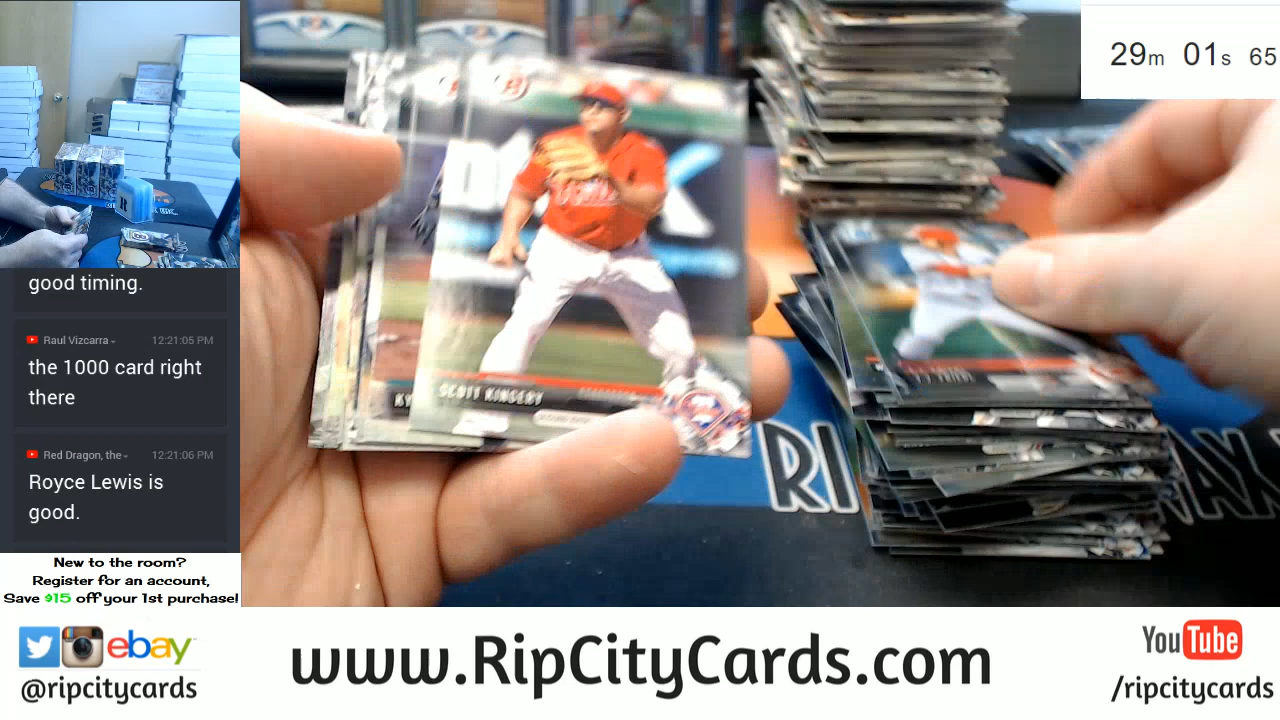 29m 01s 65
good timing.
Raul Vizcarra 12:21:05 PM
the 1000 card right
there
Red Dragon, the 12:21:06 PM
Royce Lewis is
good.
New to the room?
Register for an account,
Save $15 off your 1st purchase!
SCOTT KINGERY
KY
RI
ebay
@ripcitycards
www.RipCityCards.com
YouTube
/ripcitycards